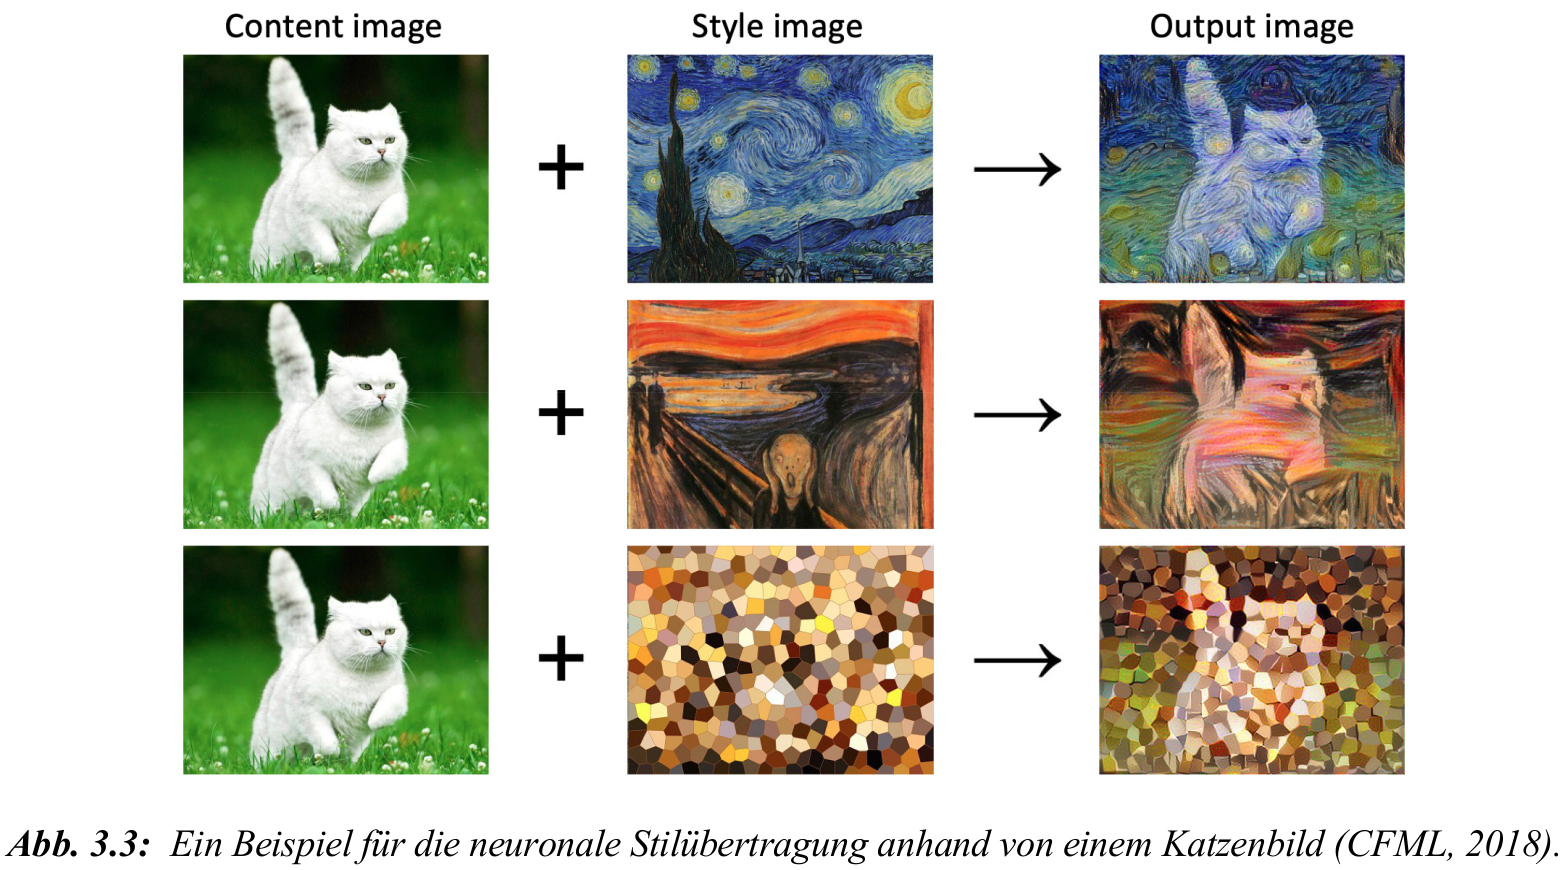 Content image
Style image
Output image
+
→
+
→
+
→
Abb. 3.3: Ein Beispiel für die neuronale Stilübertragung anhand von einem Katzenbild (CFML, 2018).